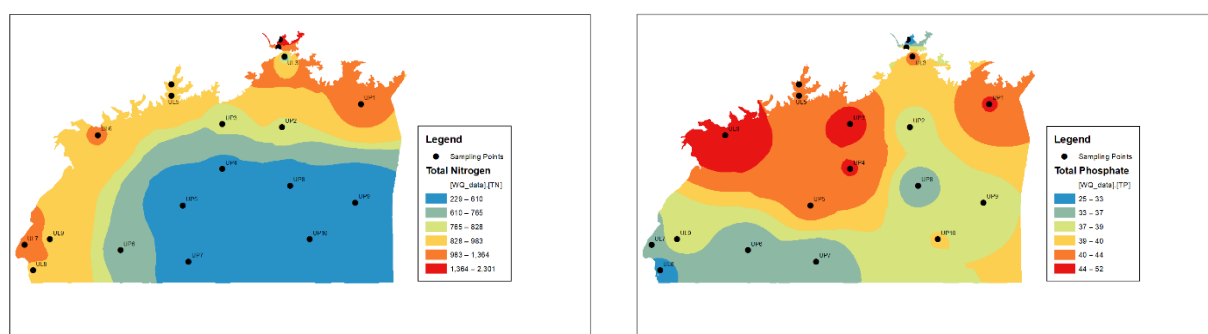 UL3
UP1
UL5
UP3
UP2
UP4
UP8
UP5
UP9
UL7
UL9
UP6
UP10
UL8
UP7
Legend
Sampling Points
Total Nitrogen
[WQ_data].[TN]
229 – 610
610 – 765
765 – 828
828 – 983
983 – 1,364
1,364 – 2,301
UL3
UP1
UL5
UP3
UP2
UP4
UP8
UP5
UP9
UL7
UL9
UP6
UP10
UP7
Legend
Sampling Points
Total Phosphate
[WQ_data].[TP]
25 – 33
33 – 37
37 – 39
39 – 40
40 – 44
44 – 52